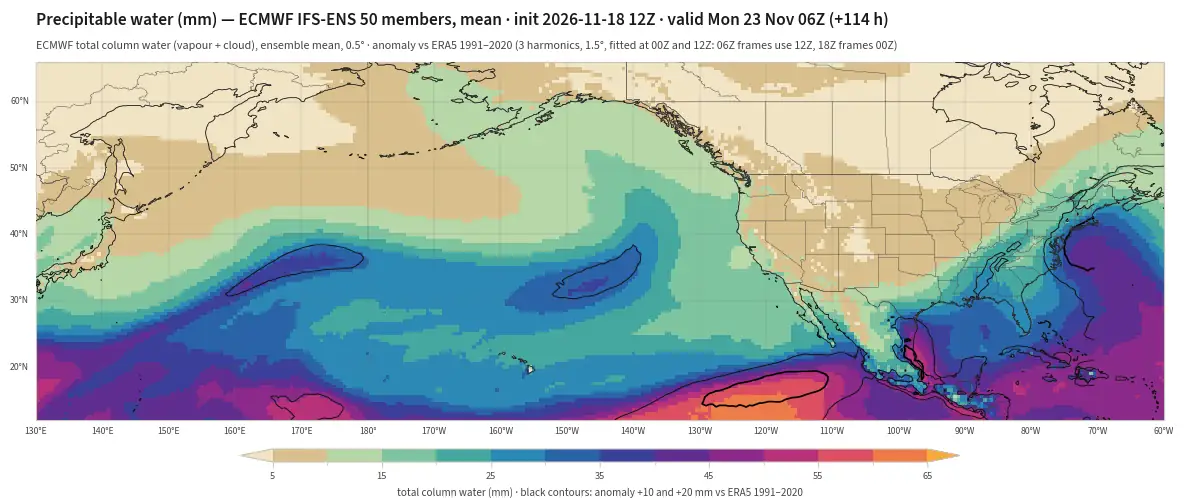 Precipitable water (mm) — ECMWF IFS-ENS 50 members, mean · init 2026-11-18 12Z · valid Mon 23 Nov 06Z (+114 h)
ECMWF total column water (vapour + cloud), ensemble mean, 0.5° · anomaly vs ERA5 1991–2020 (3 harmonics, 1.5°, fitted at 00Z and 12Z: 06Z frames use 12Z, 18Z frames 00Z)
60°N
50°N
40°N
30°N
20°N
130°E 140°E 150°E 160°E 170°E 180° 170°W 160°W 150°W 140°W 130°W 120°W 110°W 100°W 90°W 80°W 70°W 60°W
5 15 25 35 45 55 65
total column water (mm) · black contours: anomaly +10 and +20 mm vs ERA5 1991–2020